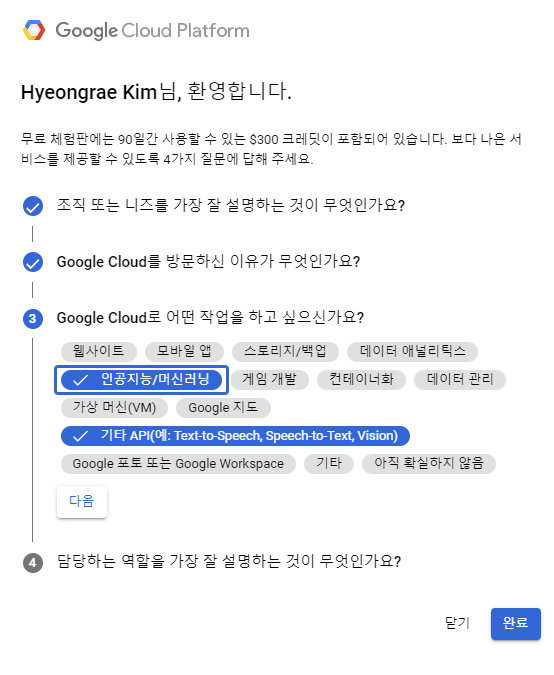 Google Cloud Platform
Hyeongrae Kim님, 환영합니다.
무료 체험판에는 90일간 사용할 수 있는 $300 크레딧이 포함되어 있습니다. 보다 나은 서
비스를 제공할 수 있도록 4가지 질문에 답해 주세요.
조직 또는 니즈를 가장 잘 설명하는 것이 무엇인가요?
Google Cloud를 방문하신 이유가 무엇인가요?
3 Google Cloud로 어떤 작업을 하고 싶으신가요?
웹사이트 모바일 앱 스토리지/백업 데이터 애널리틱스
인공지능/머신러닝 게임 개발 컨테이너화 데이터 관리
가상 머신(VM) Google 지도
기타 API(예: Text-to-Speech, Speech-to-Text, Vision)
Google 포토 또는 Google Workspace 기타 아직 확실하지 않음
다음
4 담당하는 역할을 가장 잘 설명하는 것이 무엇인가요?
닫기 완료